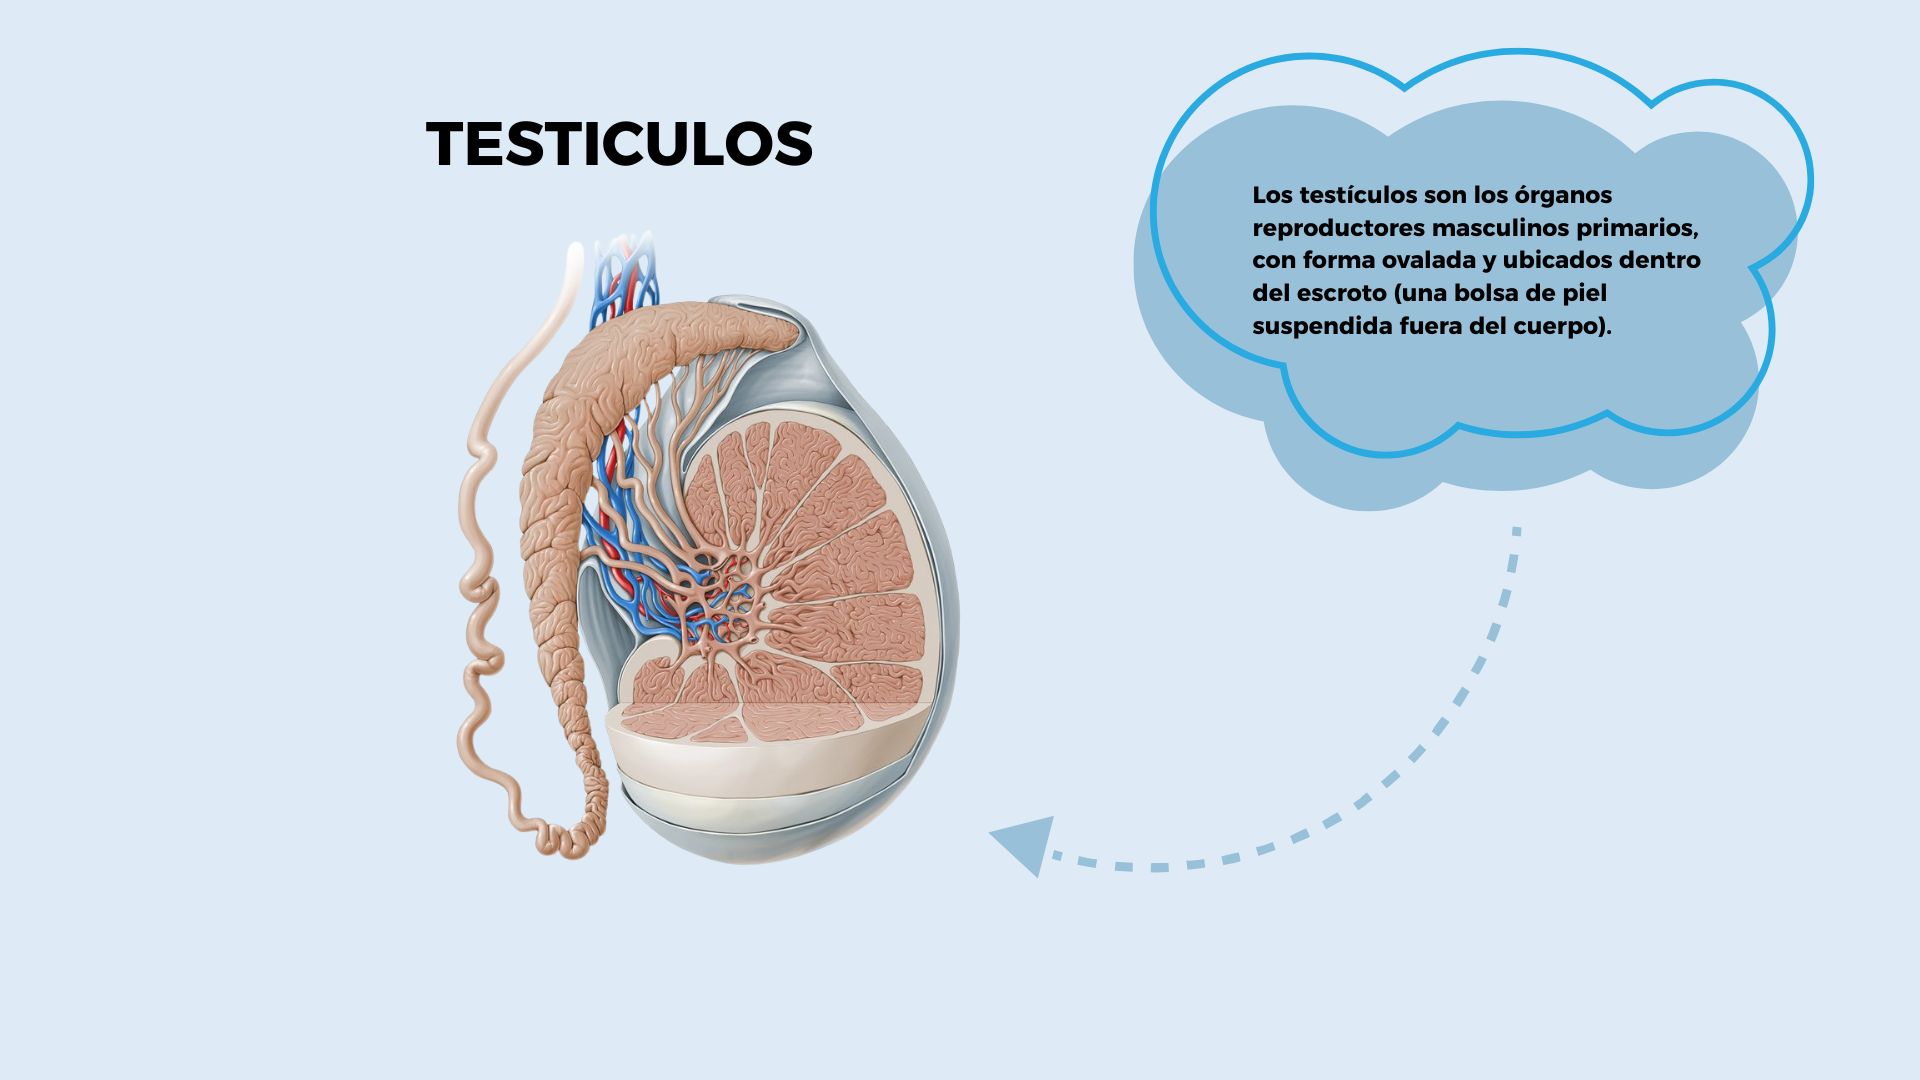 TESTICULOS
Los testículos son los órganos
reproductores masculinos primarios,
con forma ovalada y ubicados dentro
del escroto (una bolsa de piel
suspendida fuera del cuerpo).